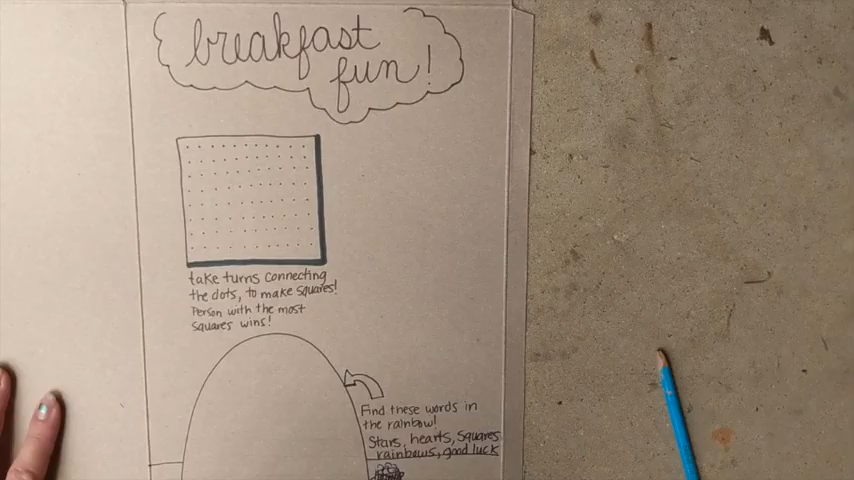 breakfast
fun!
take turns connecting
the dots, to make squares!
Person with the most
squares wins!
Find these words in
the rainbow!
Stars, hearts, Squares
rainbows, good luck